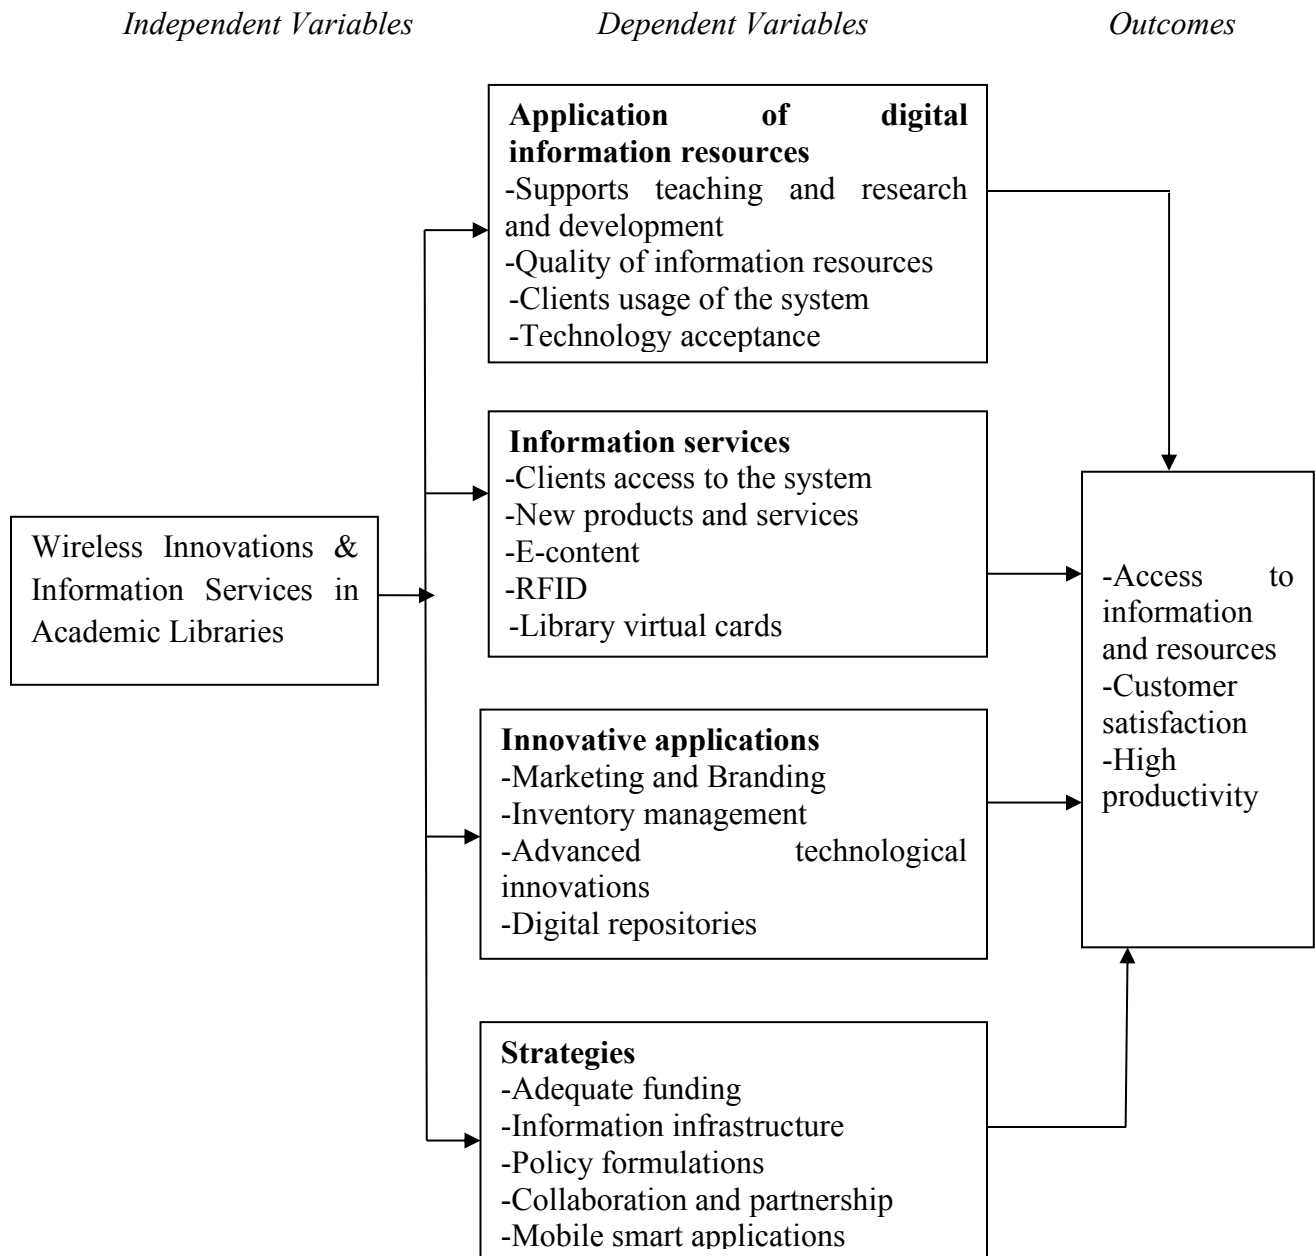 Independent Variables
Dependent Variables
Outcomes
Application of digital
information resources
-Supports teaching and research
and development
-Quality of information resources
-Clients usage of the system
-Technology acceptance
Information services
-Clients access to the system
-New products and services
-E-content
-RFID
-Library virtual cards
Wireless Innovations &
Information Services in
Academic Libraries
Innovative applications
-Marketing and Branding
-Inventory management
-Advanced technological
innovations
-Digital repositories
Strategies
-Adequate funding
-Information infrastructure
-Policy formulations
-Collaboration and partnership
-Mobile smart applications
-Access to
information
and resources
-Customer
satisfaction
-High
productivity